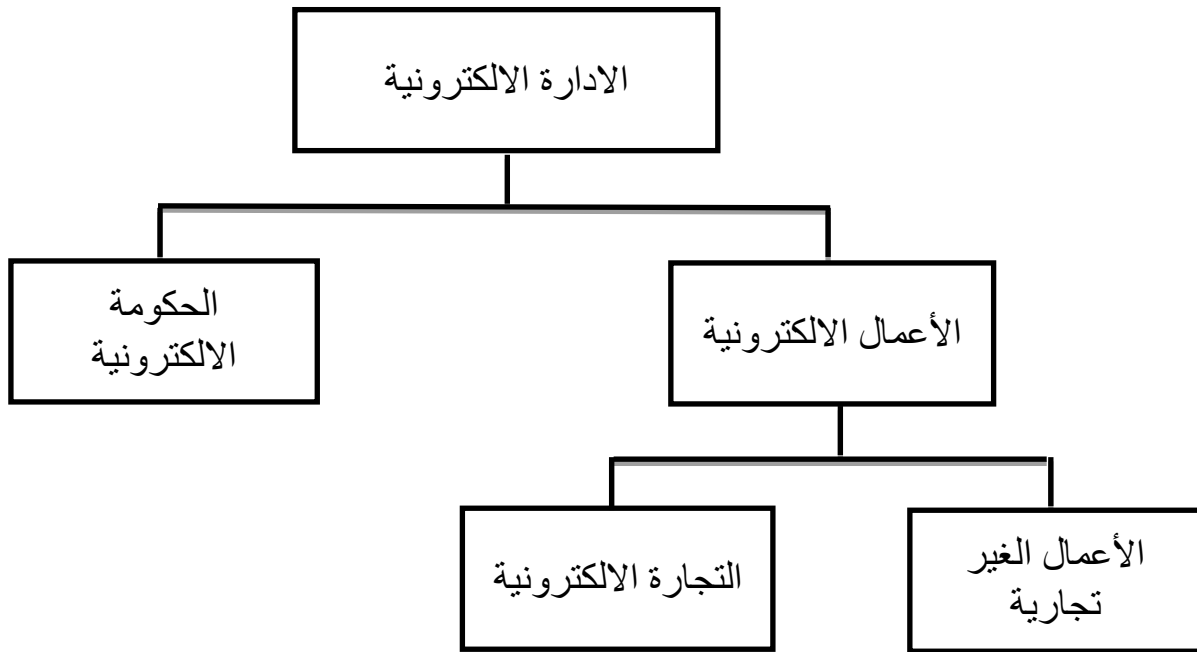 الادارة الالكترونية
الأعمال الالكترونية
الحكومة
الالكترونية
الأعمال الغير
تجارية
التجارة الالكترونية